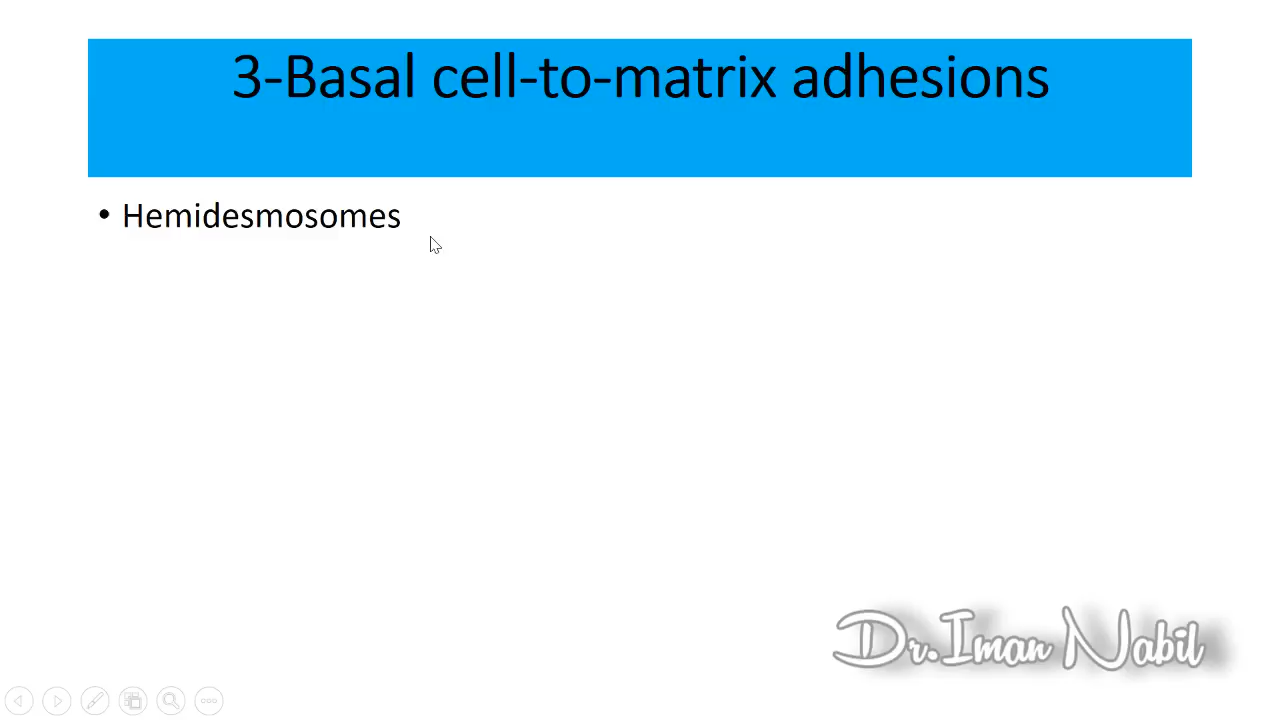 3-Basal cell-to-matrix adhesions
• Hemidesmosomes
Dr.Iman Nabil